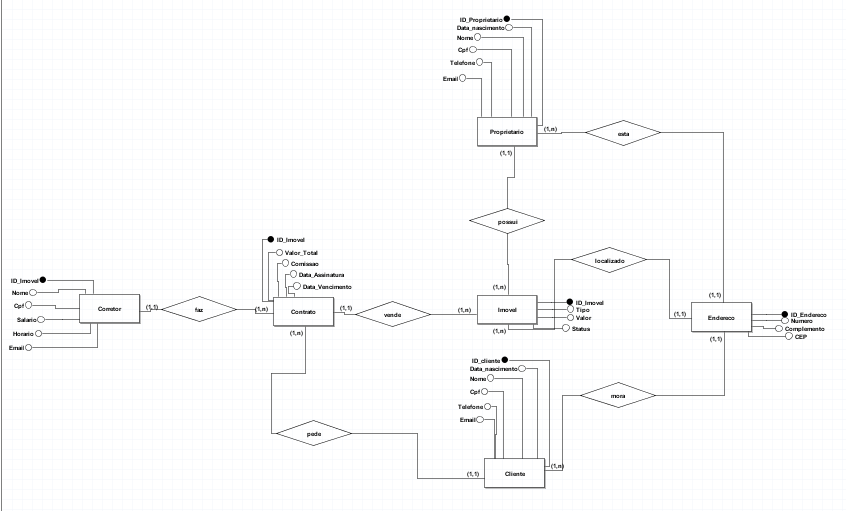 ID_Proprietario
Data_nascimento
Nome
Cpf
Telefone
Email
Proprietario
(1,n)
esta
(1,1)
possui
ID_Imovel
Valor_Total
Comissao
Data_Assinatura
Data_Vencimento
localizado
ID_Imovel
Nome
Cpf
Salario
Horario
Email
Corretor
(1,1)
faz
(1,n)
Contrato
(1,1)
vende
(1,n)
(1,n)
Imovel
ID_Imovel
Tipo
Valor
Status
(1,n)
(1,1)
(1,1)
Endereco
ID_Endereco
Numero
Complemento
CEP
(1,1)
(1,n)
ID_cliente
Data_nascimento
Nome
Cpf
Telefone
Email
mora
pede
(1,1)
Cliente
(1,n)